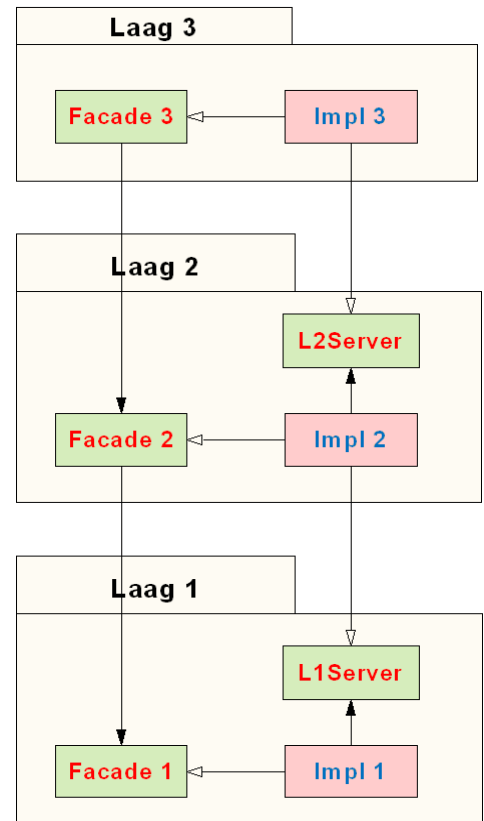 Laag 3
Facade 3
Impl 3
Laag 2
L2Server
Facade 2
Impl 2
Laag 1
L1Server
Facade 1
Impl 1